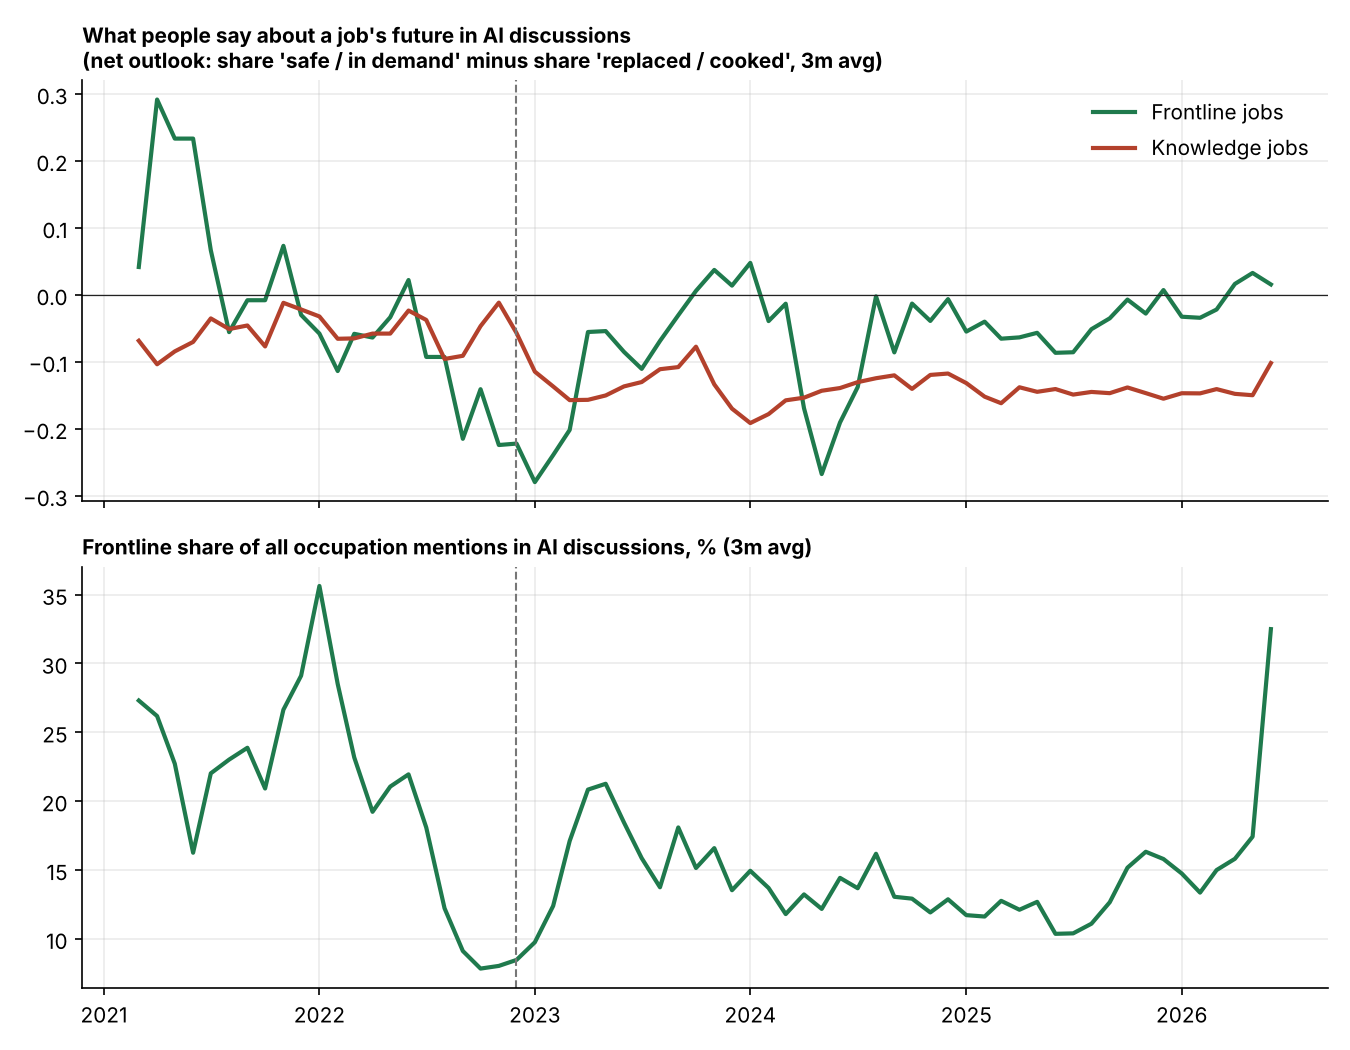 What people say about a job's future in AI discussions
(net outlook: share 'safe / in demand' minus share 'replaced / cooked', 3m avg)
0.3
0.2
0.1
0.0
−0.1
−0.2
−0.3
Frontline jobs
Knowledge jobs
Frontline share of all occupation mentions in AI discussions, % (3m avg)
35
30
25
20
15
10
2021 2022 2023 2024 2025 2026